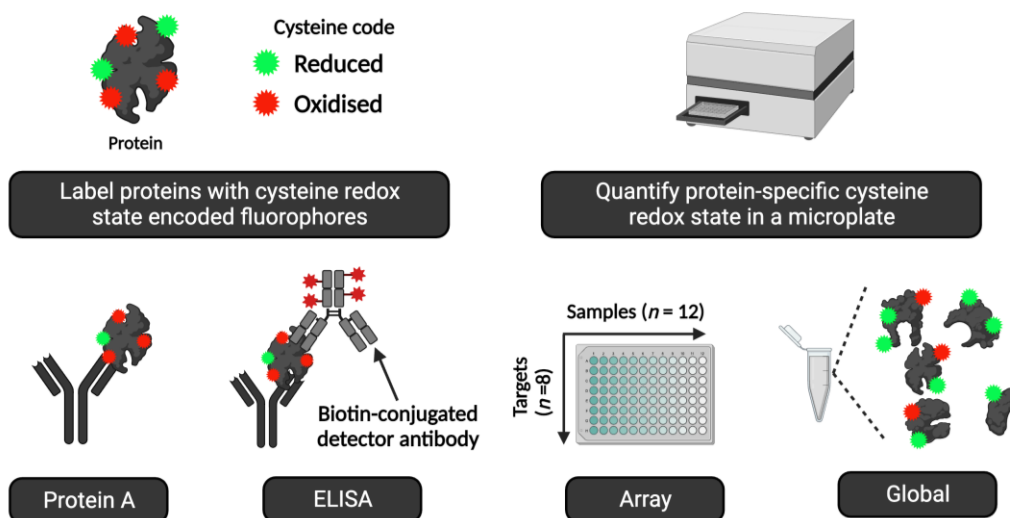 Cysteine code
Reduced
Oxidised
Protein
Label proteins with cysteine redox
state encoded fluorophores
Quantify protein-specific cysteine
redox state in a microplate
Biotin-conjugated
detector antibody
Samples (n = 12)
Targets
(n=8)
Protein A
ELISA
Array
Global